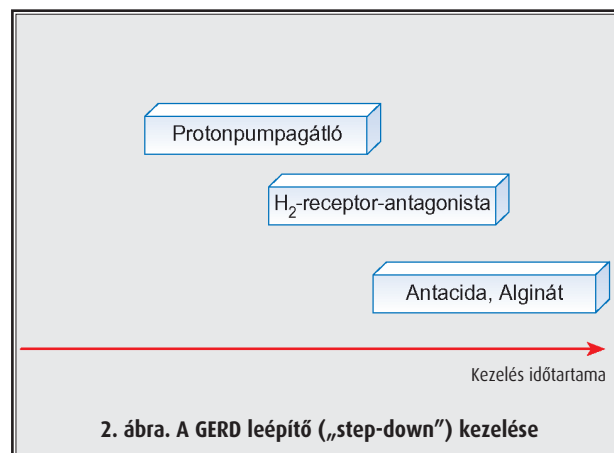 Protonpumpagátló
H₂-receptor-antagonista
Antacida, Alginát
Kezelés időtartama
2. ábra. A GERD leépítő („step-down”) kezelése